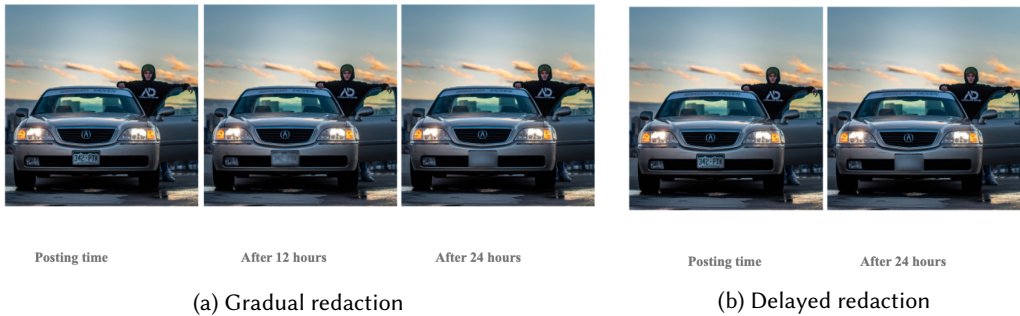 Posting time
After 12 hours
After 24 hours
(a) Gradual redaction
Posting time
After 24 hours
(b) Delayed redaction